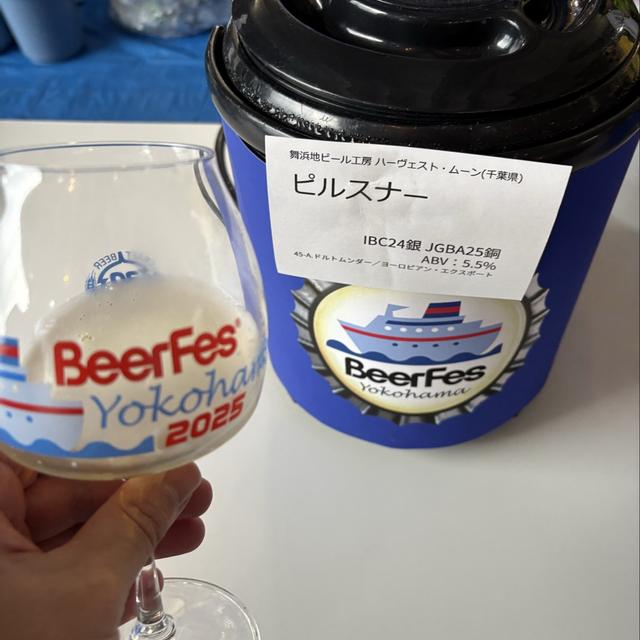 舞浜地ビール工房 ハーヴェスト・ムーン(千葉県)
ピルスナー
IBC24銀 JGBA25銅
ABV：5.5%
45-A.ドルトムンダー／ヨーロピアン・エクスポート
BeerFes
Yokohama
BeerFes®
Yokohama
2025